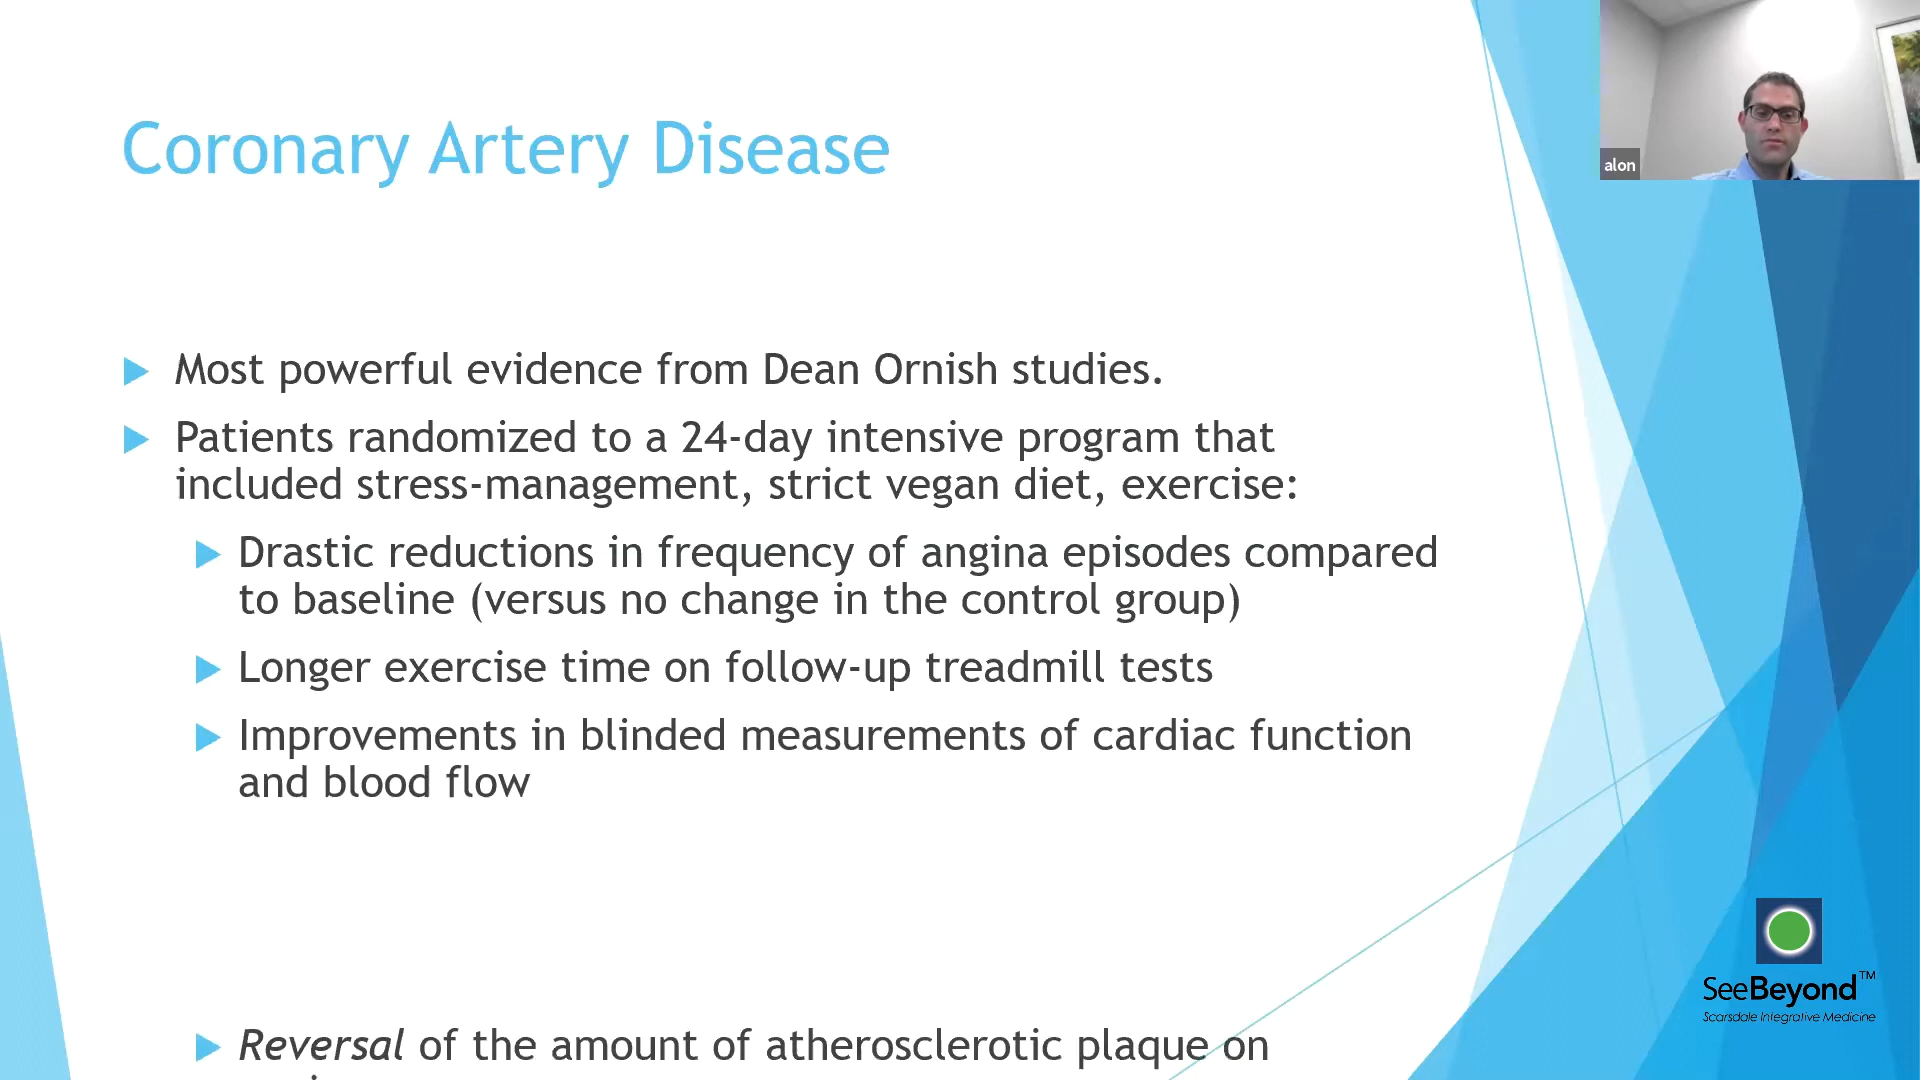 alon
Coronary Artery Disease
Most powerful evidence from Dean Ornish studies.
Patients randomized to a 24-day intensive program that
included stress-management, strict vegan diet, exercise:
Drastic reductions in frequency of angina episodes compared
to baseline (versus no change in the control group)
Longer exercise time on follow-up treadmill tests
Improvements in blinded measurements of cardiac function
and blood flow
Reversal of the amount of atherosclerotic plaque on
SeeBeyond™
Scarsdale Integrative Medicine